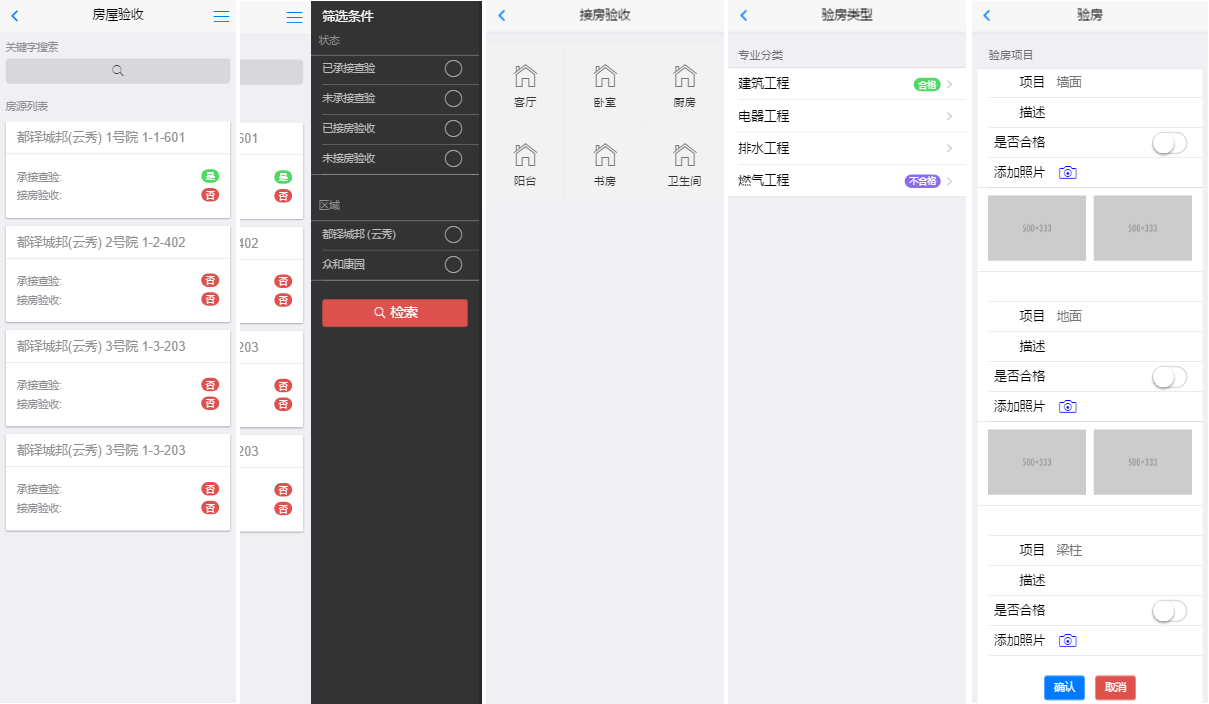 房屋验收
关键字搜索
房源列表
都铎城邦(云秀) 1号院 1-1-601
承接查验: 是
接房验收: 否
都铎城邦(云秀) 2号院 1-2-402
承接查验: 否
接房验收: 否
都铎城邦(云秀) 3号院 1-3-203
承接查验: 否
接房验收: 否
都铎城邦(云秀) 3号院 1-3-203
承接查验: 否
接房验收: 否
601
是
否
402
否
否
203
否
否
203
否
否
筛选条件
状态
已承接查验
未承接查验
已接房验收
未接房验收
区域
都铎城邦 (云秀)
众和康园
检索
接房验收
客厅 卧室 厨房
阳台 书房 卫生间
验房类型
专业分类
建筑工程 合格
电器工程
排水工程
燃气工程 不合格
验房
验房项目
项目 墙面
描述
是否合格
添加照片
500×333 500×333
项目 地面
描述
是否合格
添加照片
500×333 500×333
项目 梁柱
描述
是否合格
添加照片
确认 取消